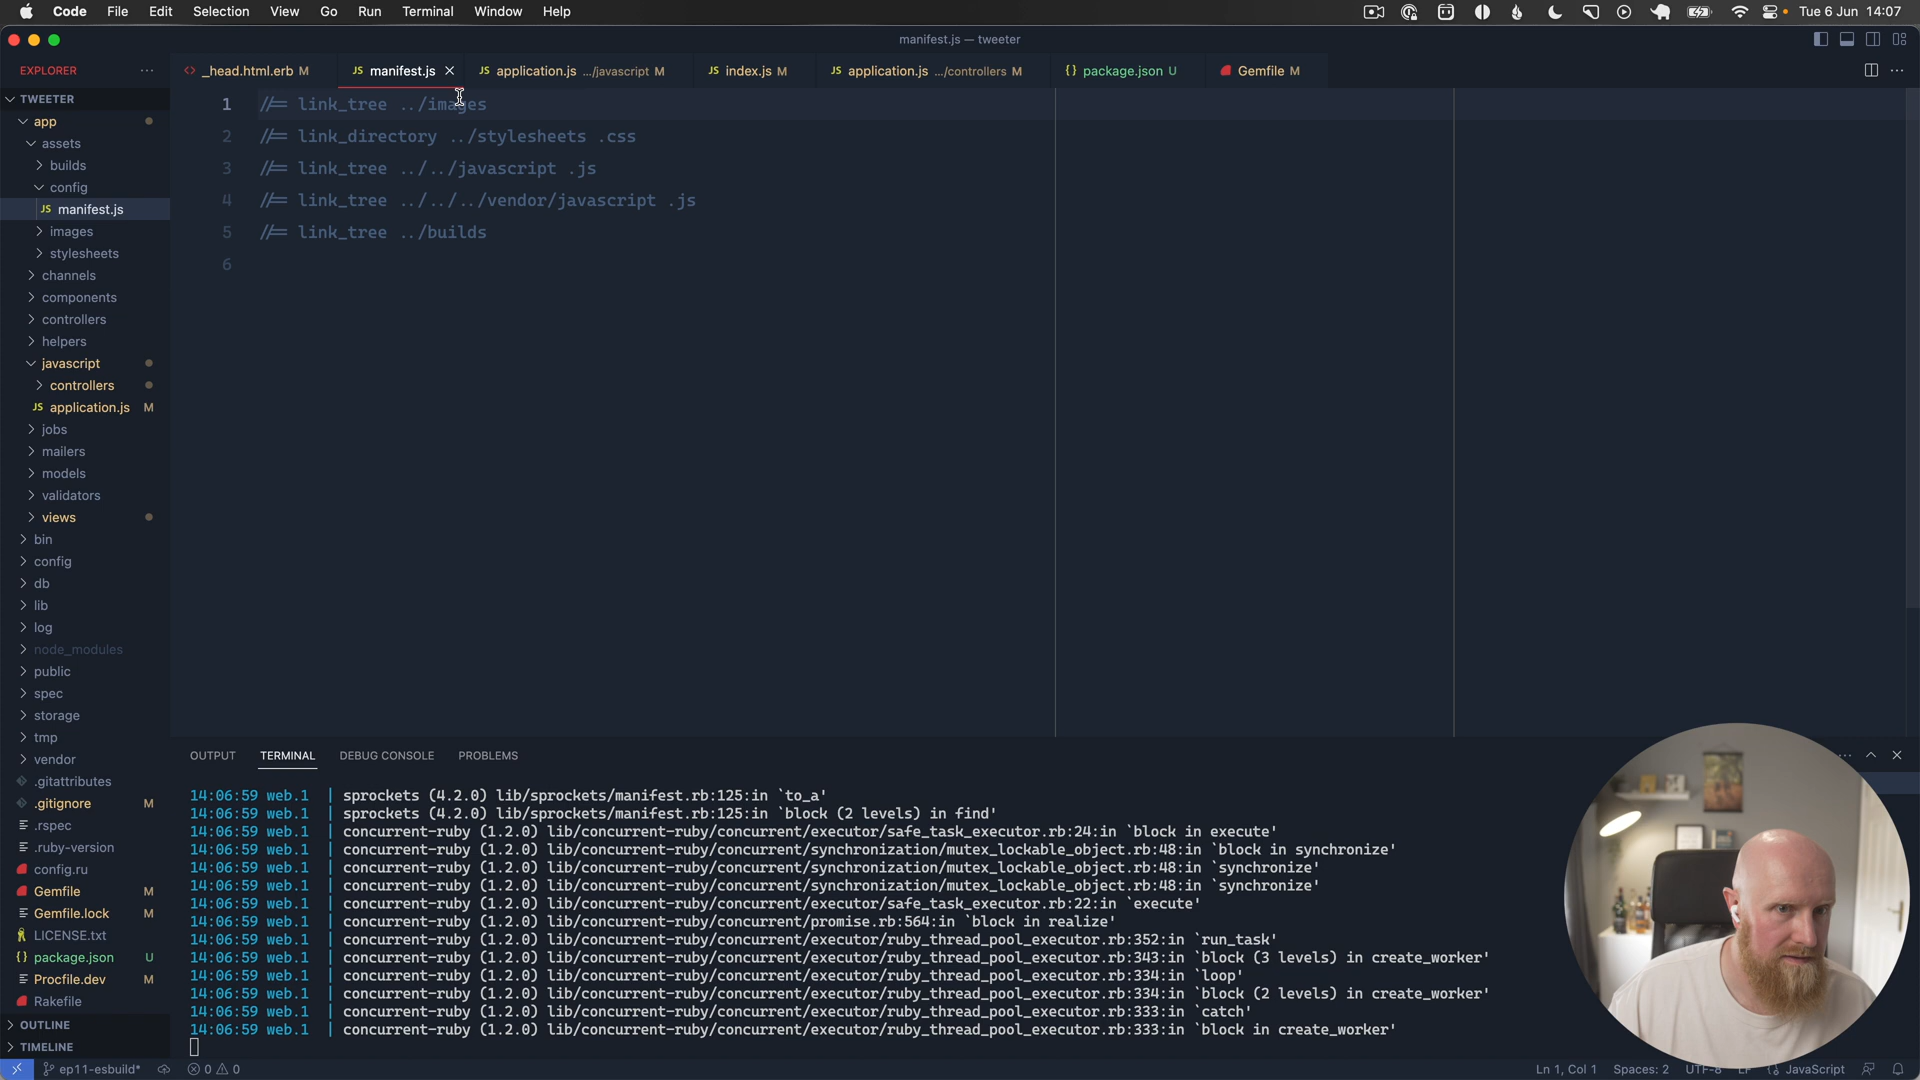 Code File Edit Selection View Go Run Terminal Window Help Tue 6 Jun 14:07
manifest.js — tweeter
EXPLORER
_head.html.erb M
JS manifest.js
JS application.js .../javascript M
JS index.js M
JS application.js .../controllers M
{} package.json U
Gemfile M
TWEETER
app
assets
builds
config
JS manifest.js
images
stylesheets
channels
components
controllers
helpers
javascript
controllers
JS application.js M
jobs
mailers
models
validators
views
bin
config
db
lib
log
node_modules
public
spec
storage
tmp
vendor
.gitattributes
.gitignore M
.rspec
.ruby-version
config.ru
Gemfile M
Gemfile.lock M
LICENSE.txt
{} package.json U
Procfile.dev M
Rakefile
OUTLINE
TIMELINE
1 //= link_tree ../images
2 //= link_directory ../stylesheets .css
3 //= link_tree ../../javascript .js
4 //= link_tree ../../../vendor/javascript .js
5 //= link_tree ../builds
6
OUTPUT TERMINAL DEBUG CONSOLE PROBLEMS
14:06:59 web.1 | sprockets (4.2.0) lib/sprockets/manifest.rb:125:in `to_a'
14:06:59 web.1 | sprockets (4.2.0) lib/sprockets/manifest.rb:125:in `block (2 levels) in find'
14:06:59 web.1 | concurrent-ruby (1.2.0) lib/concurrent-ruby/concurrent/executor/safe_task_executor.rb:24:in `block in execute'
14:06:59 web.1 | concurrent-ruby (1.2.0) lib/concurrent-ruby/concurrent/synchronization/mutex_lockable_object.rb:48:in `block in synchronize'
14:06:59 web.1 | concurrent-ruby (1.2.0) lib/concurrent-ruby/concurrent/synchronization/mutex_lockable_object.rb:48:in `synchronize'
14:06:59 web.1 | concurrent-ruby (1.2.0) lib/concurrent-ruby/concurrent/synchronization/mutex_lockable_object.rb:48:in `synchronize'
14:06:59 web.1 | concurrent-ruby (1.2.0) lib/concurrent-ruby/concurrent/executor/safe_task_executor.rb:22:in `execute'
14:06:59 web.1 | concurrent-ruby (1.2.0) lib/concurrent-ruby/concurrent/promise.rb:564:in `block in realize'
14:06:59 web.1 | concurrent-ruby (1.2.0) lib/concurrent-ruby/concurrent/executor/ruby_thread_pool_executor.rb:352:in `run_task'
14:06:59 web.1 | concurrent-ruby (1.2.0) lib/concurrent-ruby/concurrent/executor/ruby_thread_pool_executor.rb:343:in `block (3 levels) in create_worker'
14:06:59 web.1 | concurrent-ruby (1.2.0) lib/concurrent-ruby/concurrent/executor/ruby_thread_pool_executor.rb:334:in `loop'
14:06:59 web.1 | concurrent-ruby (1.2.0) lib/concurrent-ruby/concurrent/executor/ruby_thread_pool_executor.rb:334:in `block (2 levels) in create_worker'
14:06:59 web.1 | concurrent-ruby (1.2.0) lib/concurrent-ruby/concurrent/executor/ruby_thread_pool_executor.rb:333:in `catch'
14:06:59 web.1 | concurrent-ruby (1.2.0) lib/concurrent-ruby/concurrent/executor/ruby_thread_pool_executor.rb:333:in `block in create_worker'
ep11-esbuild* 0 0 Ln 1, Col 1 Spaces: 2 UTF-8 LF {} JavaScript